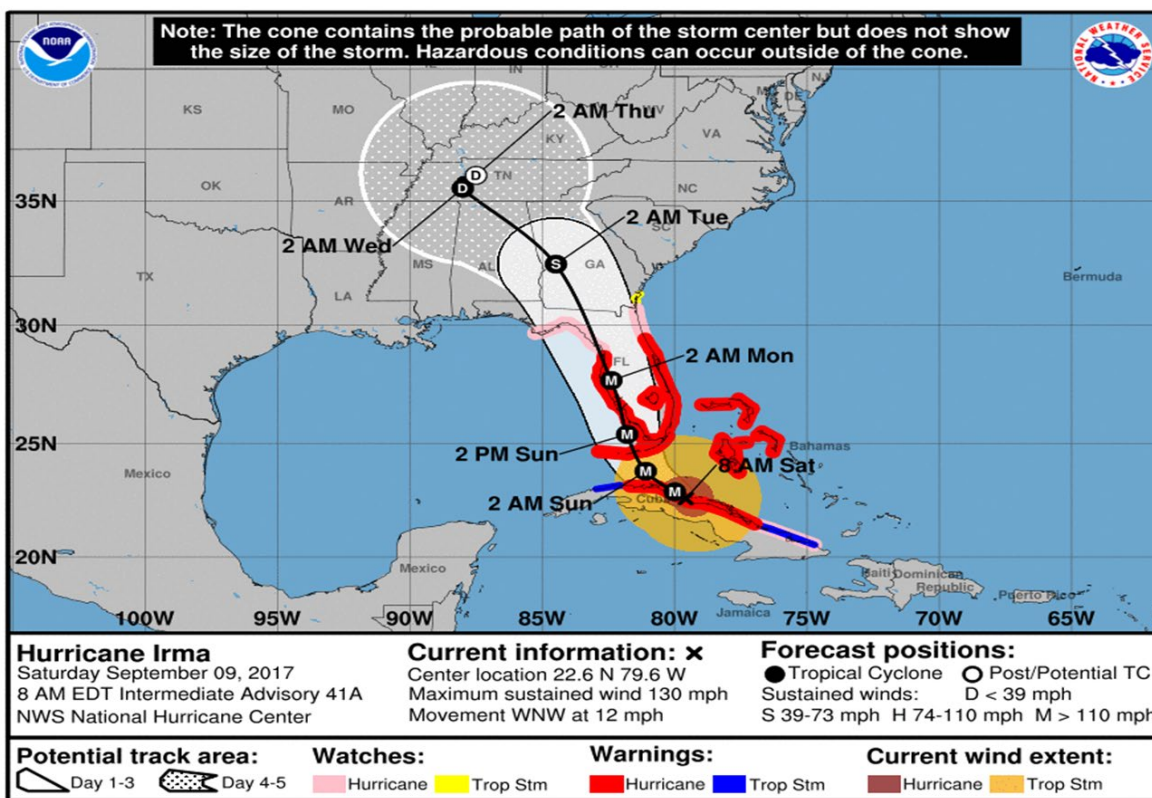 Note: The cone contains the probable path of the storm center but does not show
the size of the storm. Hazardous conditions can occur outside of the cone.
NOAA
NATIONAL WEATHER SERVICE
IN
NJ
DE
KS
MO
WV
2 AM Thu
KY
VA
OK
TN
NC
AR
35N
2 AM Tue
SC
2 AM Wed
MS
AL
GA
TX
Bermuda
LA
30N
2 AM Mon
FL
25N
2 PM Sun
Bahamas
8 AM Sat
Mexico
2 AM Sun
Cuba
20N
Mexico
Haiti
Dominican
Republic
Puerto Rico
Jamaica
100W
95W
90W
85W
80W
75W
70W
65W
D
D
S
M
M
M
M
Hurricane Irma
Saturday September 09, 2017
8 AM EDT Intermediate Advisory 41A
NWS National Hurricane Center
Current information: x
Center location 22.6 N 79.6 W
Maximum sustained wind 130 mph
Movement WNW at 12 mph
Forecast positions:
Tropical Cyclone Post/Potential TC
Sustained winds: D < 39 mph
S 39-73 mph H 74-110 mph M > 110 mph
Potential track area:
Day 1-3 Day 4-5
Watches:
Hurricane Trop Stm
Warnings:
Hurricane Trop Stm
Current wind extent:
Hurricane Trop Stm